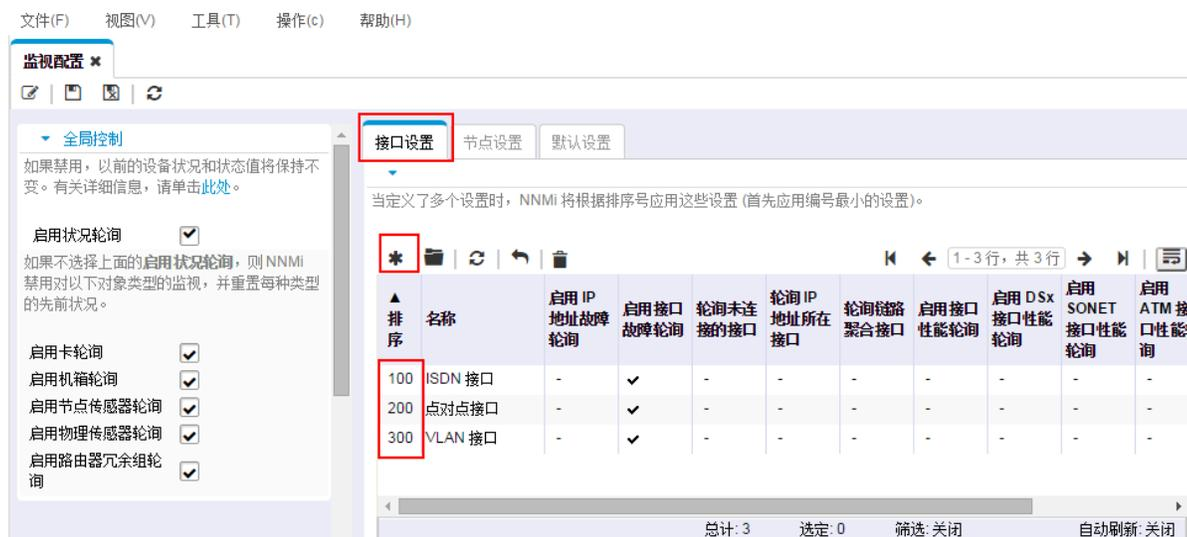 文件(F) 视图(V) 工具(T) 操作(c) 帮助(H)
监视配置
全局控制
如果禁用，以前的设备状况和状态值将保持不
变。有关详细信息，请单击此处。
启用状况轮询
如果不选择上面的启用状况轮询，则 NNMi
禁用对以下对象类型的监视，并重置每种类型
的先前状况。
启用卡轮询
启用机箱轮询
启用节点传感器轮询
启用物理传感器轮询
启用路由器冗余组轮
询
接口设置 节点设置 默认设置
当定义了多个设置时，NNMi 将根据排序号应用这些设置 (首先应用编号最小的设置)。
1 - 3 行，共 3 行
▲
排
序
名称
启用 IP
地址故障
轮询
启用接口
故障轮询
轮询未连
接的接口
轮询 IP
地址所在
接口
轮询链路
聚合接口
启用接口
性能轮询
启用 DSx
接口性能
轮询
启用
SONET
接口性能
轮询
启用
ATM 接
口性能
询
100 ISDN 接口 - ✔ - - - - - - -
200 点对点接口 - ✔ - - - - - - -
300 VLAN 接口 - ✔ - - - - - - -
总计: 3 选定: 0 筛选: 关闭 自动刷新: 关闭